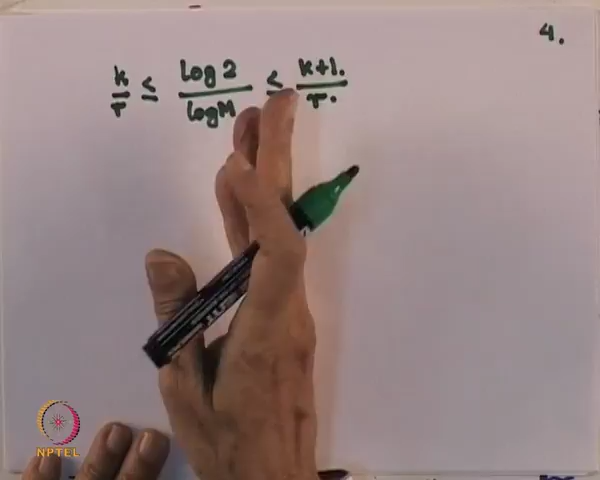 4.
k/r ≤ log 2/log M ≤ k+1./r.
NPTEL